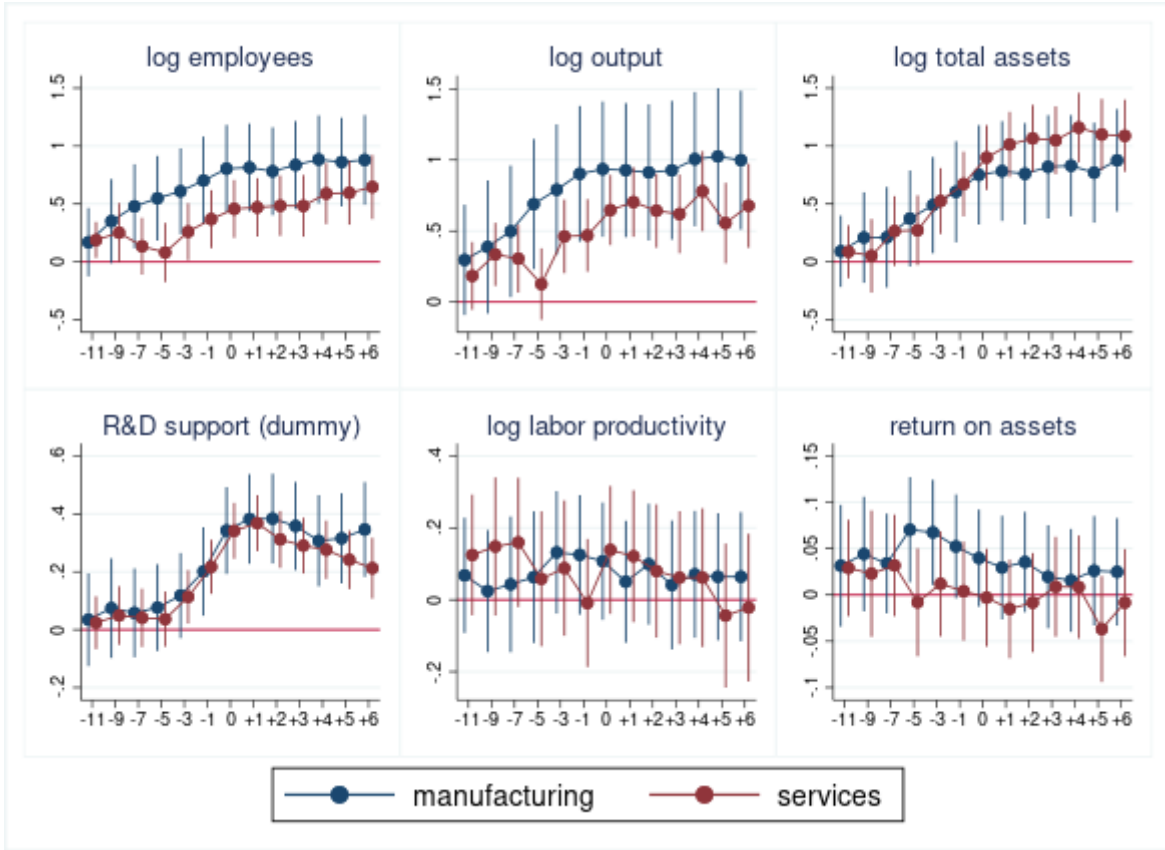 log employees
1.5
1
.5
0
-.5
-11 -9 -7 -5 -3 -1 0 +1 +2 +3 +4 +5 +6
log output
1.5
1
.5
0
-11 -9 -7 -5 -3 -1 0 +1 +2 +3 +4 +5 +6
log total assets
1.5
1
.5
0
-.5
-11 -9 -7 -5 -3 -1 0 +1 +2 +3 +4 +5 +6
R&D support (dummy)
.6
.4
.2
0
-.2
-11 -9 -7 -5 -3 -1 0 +1 +2 +3 +4 +5 +6
log labor productivity
.4
.2
0
-.2
-11 -9 -7 -5 -3 -1 0 +1 +2 +3 +4 +5 +6
return on assets
.15
.1
.05
0
-.05
-.1
-11 -9 -7 -5 -3 -1 0 +1 +2 +3 +4 +5 +6
manufacturing services